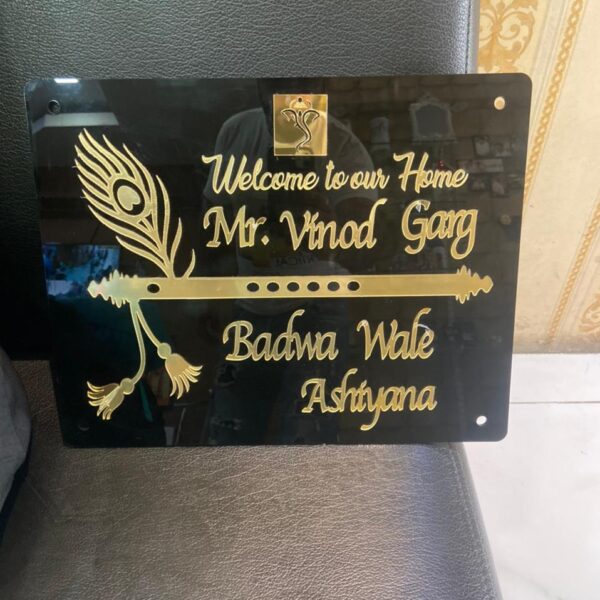 Welcome to our Home
Mr. Vinod Garg
Badwa Wale
Ashiyana